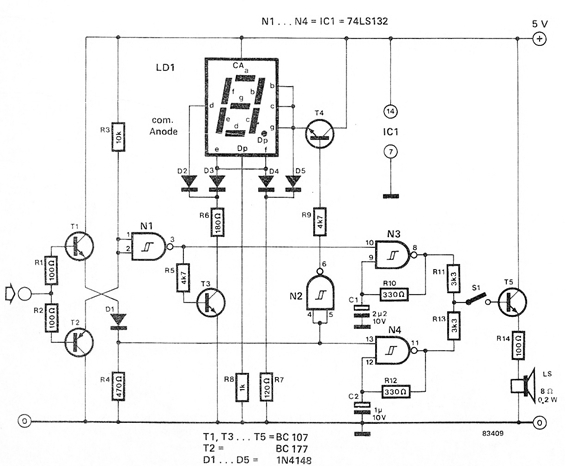 N1 . . . N4 = IC1 = 74LS132
5 V
+
LD1
CA
a
f b
g
e c
d
Dp
d
b
c
g
e Dp f
com.
Anode
T4
14
IC1
7
R3
10k
D2 D3 D4 D5
R6
180Ω
R9
4k7
T1
R1
100Ω
R2
100Ω
T2
1
2
N1
3
R5
4k7
T3
D1
R4
470Ω
6
N2
4 5
R8
1k
R7
120Ω
10
9
N3
8
R10
330Ω
C1
2µ2
10V
R11
3k3
S1
T5
R13
3k3
13
12
N4
11
R12
330Ω
C2
1µ
10V
R14
100Ω
LS
8 Ω
0,2 W
0
0
83409
T1, T3 . . . T5 = BC 107
T2 = BC 177
D1 . . . D5 = 1N4148